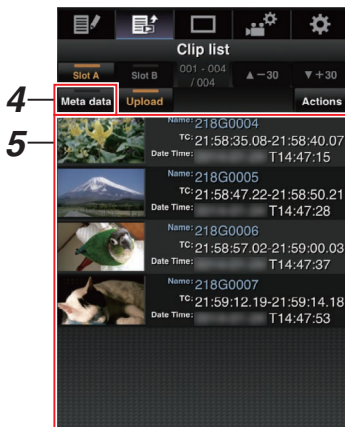 Clip list
Slot A Slot B 001 - 004 / 004 ▲-30 ▼+30
4 Meta data Upload Actions
5
Name: 218G0004
TC: 21:58:35.08-21:58:40.07
Date Time: T14:47:15
Name: 218G0005
TC: 21:58:47.22-21:58:50.21
Date Time: T14:47:28
Name: 218G0006
TC: 21:58:57.02-21:59:00.03
Date Time: T14:47:37
Name: 218G0007
TC: 21:59:12.19-21:59:14.18
Date Time: T14:47:53